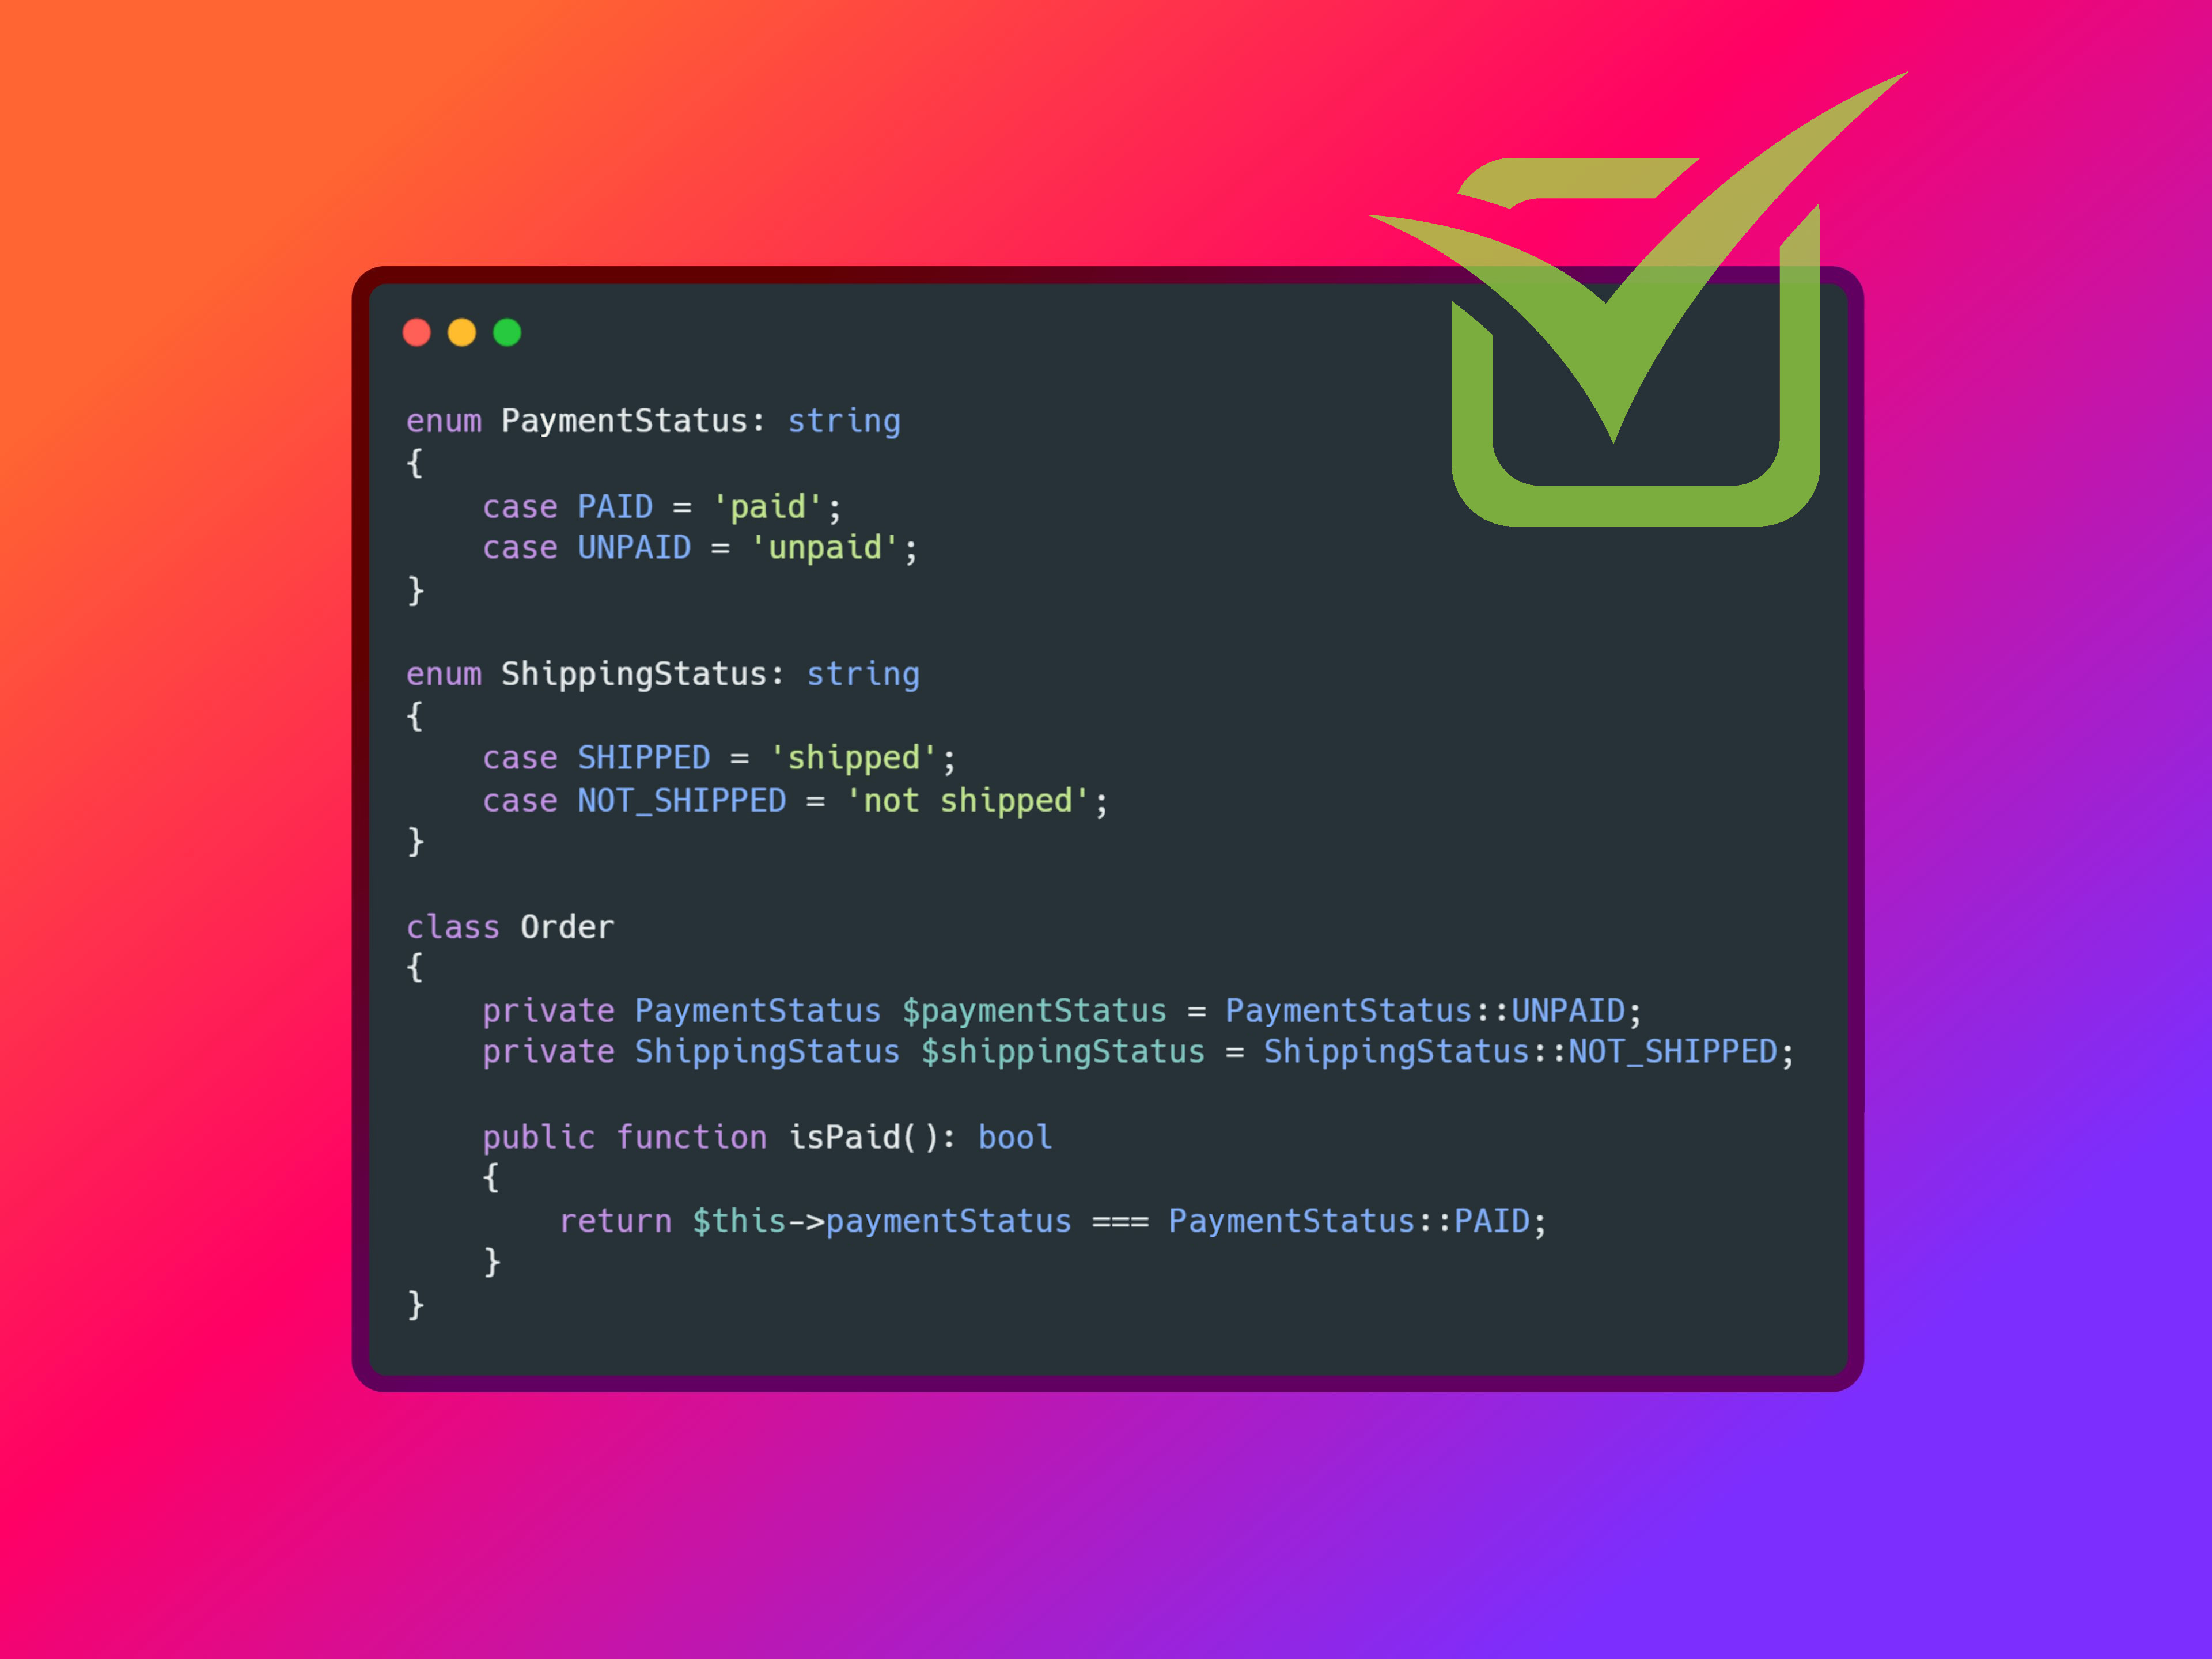 enum PaymentStatus: string
{
    case PAID = 'paid';
    case UNPAID = 'unpaid';
}

enum ShippingStatus: string
{
    case SHIPPED = 'shipped';
    case NOT_SHIPPED = 'not shipped';
}

class Order
{
    private PaymentStatus $paymentStatus = PaymentStatus::UNPAID;
    private ShippingStatus $shippingStatus = ShippingStatus::NOT_SHIPPED;

    public function isPaid(): bool
    {
        return $this->paymentStatus === PaymentStatus::PAID;
    }
}